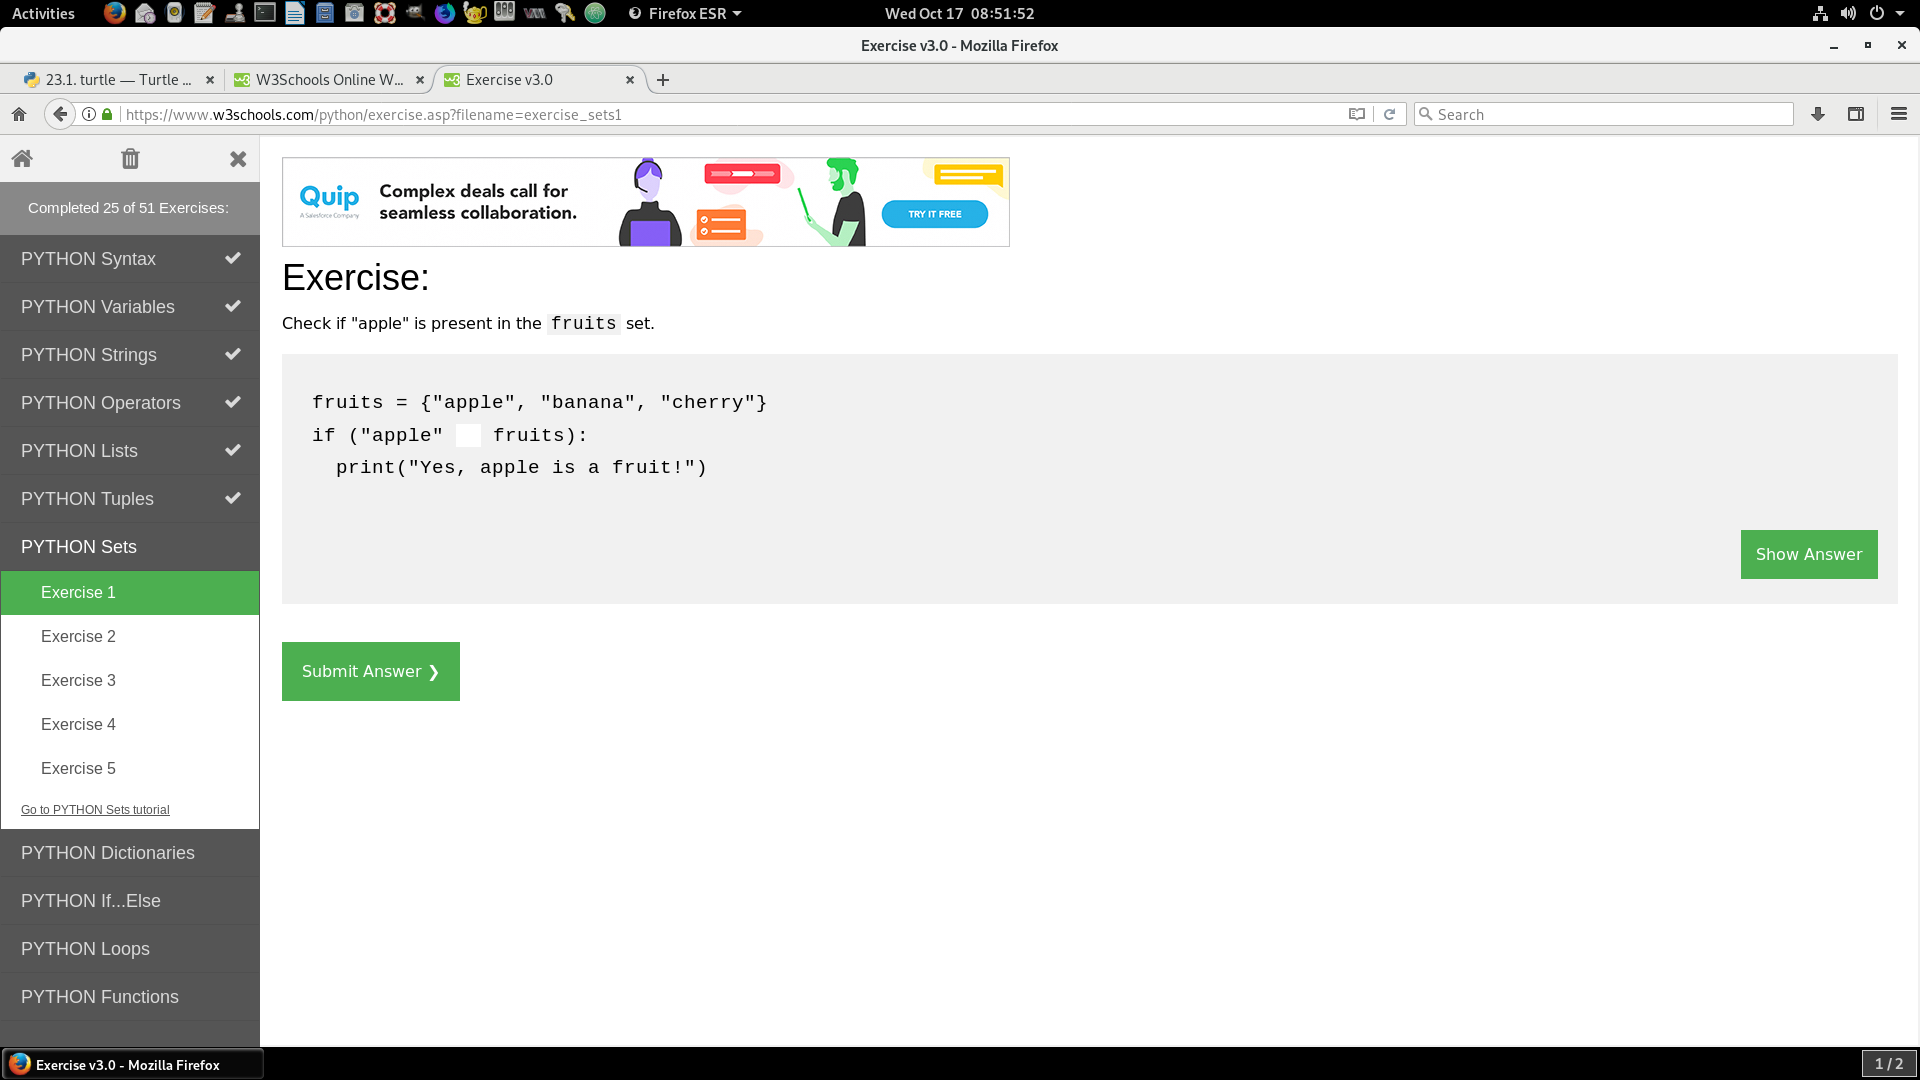 Activities
Firefox ESR
Wed Oct 17 08:51:52
Exercise v3.0 - Mozilla Firefox
23.1. turtle — Turtle ...
W3Schools Online W...
Exercise v3.0
https://www.w3schools.com/python/exercise.asp?filename=exercise_sets1
Search
Completed 25 of 51 Exercises:
PYTHON Syntax
PYTHON Variables
PYTHON Strings
PYTHON Operators
PYTHON Lists
PYTHON Tuples
PYTHON Sets
Exercise 1
Exercise 2
Exercise 3
Exercise 4
Exercise 5
Go to PYTHON Sets tutorial
PYTHON Dictionaries
PYTHON If...Else
PYTHON Loops
PYTHON Functions
Quip
A Salesforce Company
Complex deals call for
seamless collaboration.
TRY IT FREE
Exercise:
Check if "apple" is present in the fruits set.
fruits = {"apple", "banana", "cherry"}
if ("apple" fruits):
print("Yes, apple is a fruit!")
Show Answer
Submit Answer ❯
Exercise v3.0 - Mozilla Firefox
1 / 2